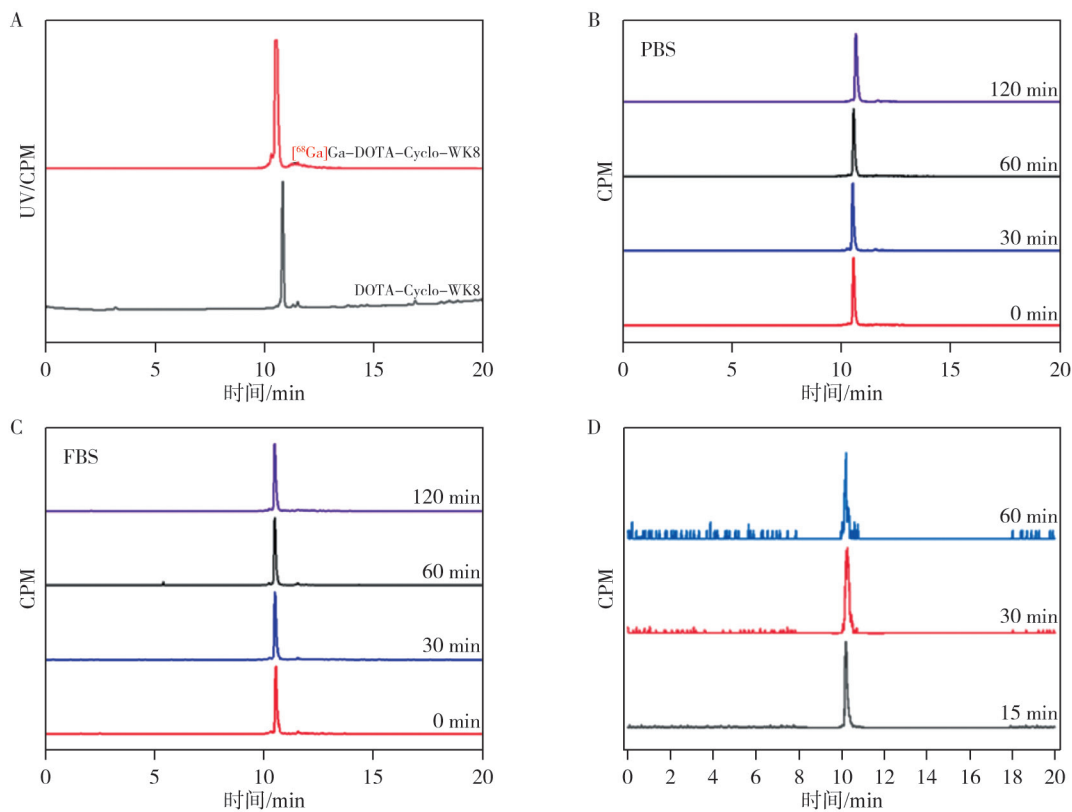 A
UV/CPM
[⁶⁸Ga]Ga-DOTA-Cyclo-WK8
DOTA-Cyclo-WK8
0 5 10 15 20
时间/min
B
PBS
CPM
120 min
60 min
30 min
0 min
0 5 10 15 20
时间/min
C
FBS
CPM
120 min
60 min
30 min
0 min
0 5 10 15 20
时间/min
D
CPM
60 min
30 min
15 min
0 2 4 6 8 10 12 14 16 18 20
时间/min